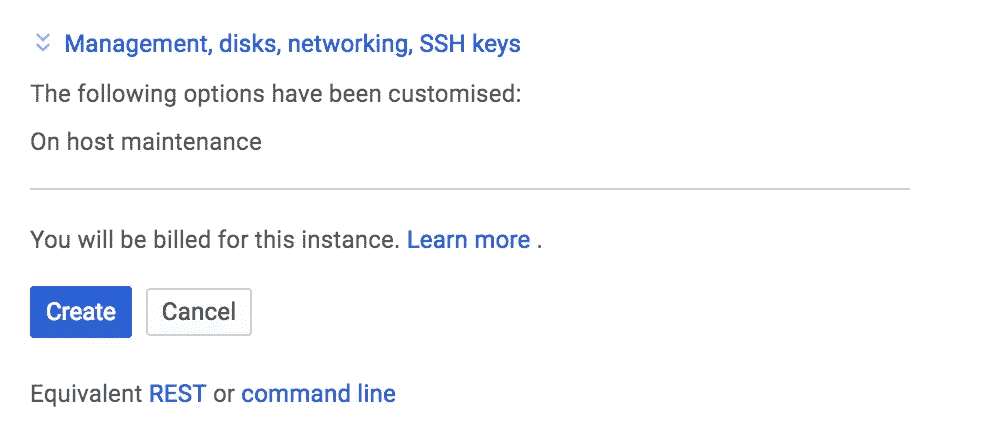 Management, disks, networking, SSH keys
The following options have been customised:
On host maintenance
You will be billed for this instance. Learn more .
Create Cancel
Equivalent REST or command line